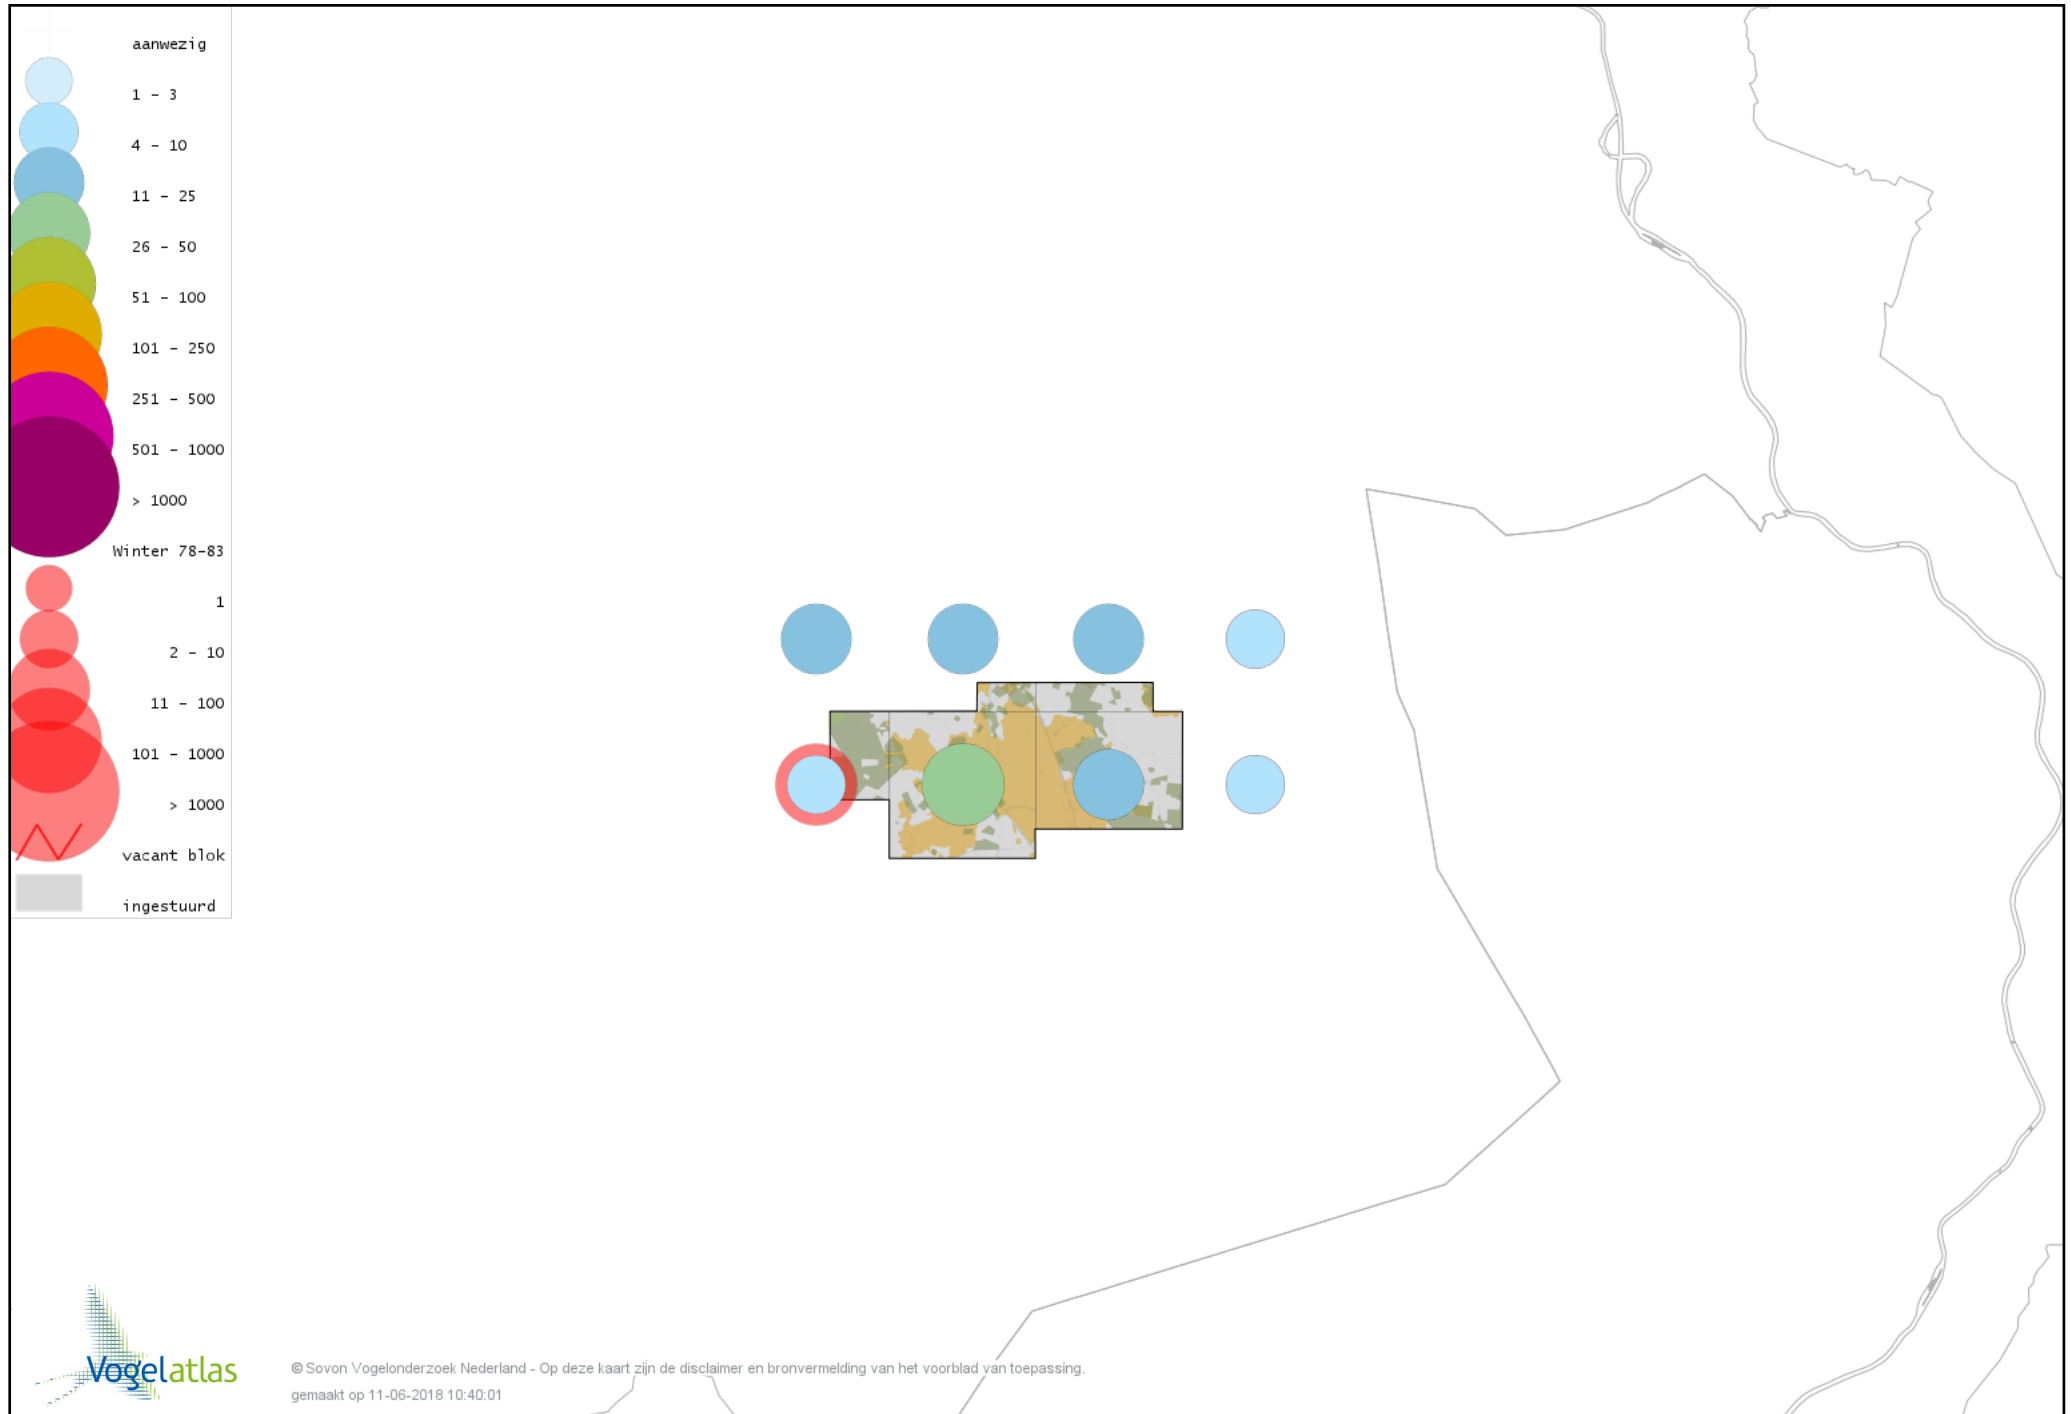 aanwezig
1 – 3
4 – 10
11 – 25
26 – 50
51 – 100
101 – 250
251 – 500
501 – 1000
> 1000
Winter 78-83
1
2 – 10
11 – 100
101 – 1000
> 1000
vacant blok
ingestuurd
Vogelatlas
© Sovon Vogelonderzoek Nederland - Op deze kaart zijn de disclaimer en bronvermelding van het voorblad van toepassing.
gemaakt op 11-06-2018 10:40:01